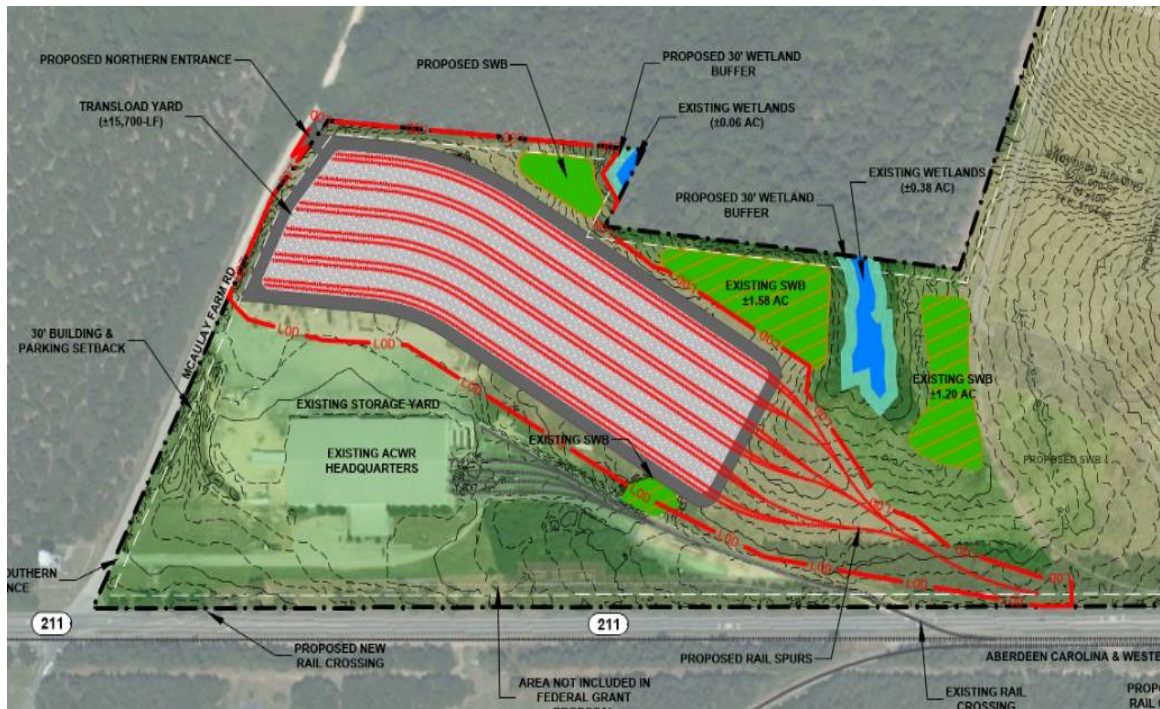 PROPOSED NORTHERN ENTRANCE
TRANSLOAD YARD
(±15,700-LF)
PROPOSED SWB
PROPOSED 30' WETLAND
BUFFER
EXISTING WETLANDS
(±0.06 AC)
EXISTING WETLANDS
(±0.38 AC)
PROPOSED 30' WETLAND
BUFFER
PROPOSED BUILDING
MCAULAY FARM RD
30' BUILDING &
PARKING SETBACK
EXISTING SWB
±1.58 AC
EXISTING SWB
±1.20 AC
LOD
LOD
LOD
LOD
LOD
LOD
LOD
LOD
EXISTING STORAGE YARD
EXISTING ACWR
HEADQUARTERS
EXISTING SWB
PROPOSED SWB
211
211
PROPOSED NEW
RAIL CROSSING
AREA NOT INCLUDED IN
FEDERAL GRANT
PROPOSED RAIL SPURS
ABERDEEN CAROLINA & WESTE
EXISTING RAIL
CROSSING